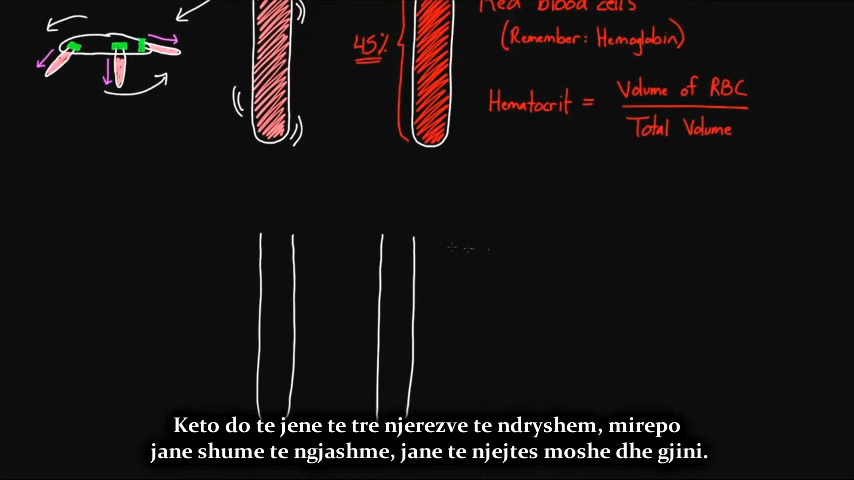 Red blood cells
45%
(Remember: Hemoglobin)
Hematocrit = Volume of RBC
Total Volume
Keto do te jene te tre njerezve te ndryshem, mirepo
jane shume te ngjashme, jane te njejtes moshe dhe gjini.